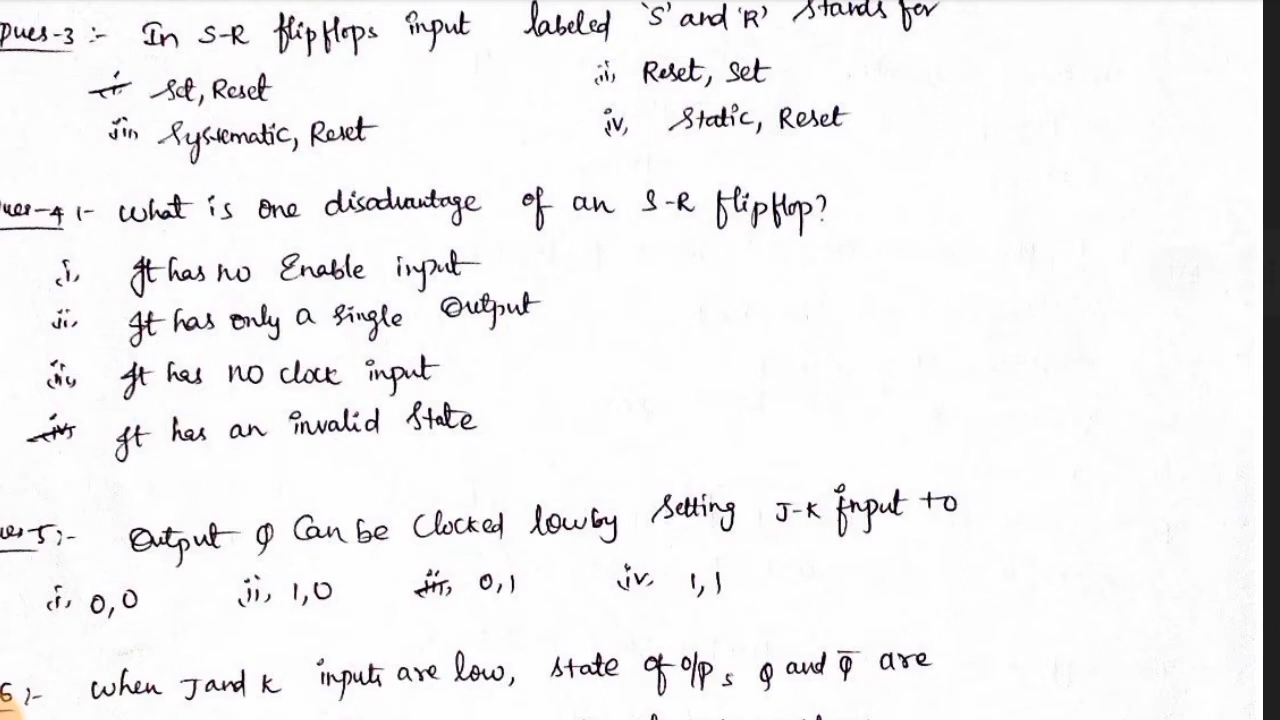 Ques-3 :- In S-R flipflops input labeled 'S' and 'R' stands for
i, Set, Reset ii, Reset, Set
iii, Systematic, Reset iv, Static, Reset
ues-4 :- What is one disadvantage of an S-R flipflop?
i, It has no Enable input
ii, It has only a Single Output
iii, It has no clock input
iv, It has an invalid State
ues-5 :- Output Q Can be Clocked low by Setting J-K Input to
i, 0,0 ii, 1,0 iii, 0,1 iv, 1,1
6 :- When J and K inputs are low, state of o/ps Q and Q̅ are